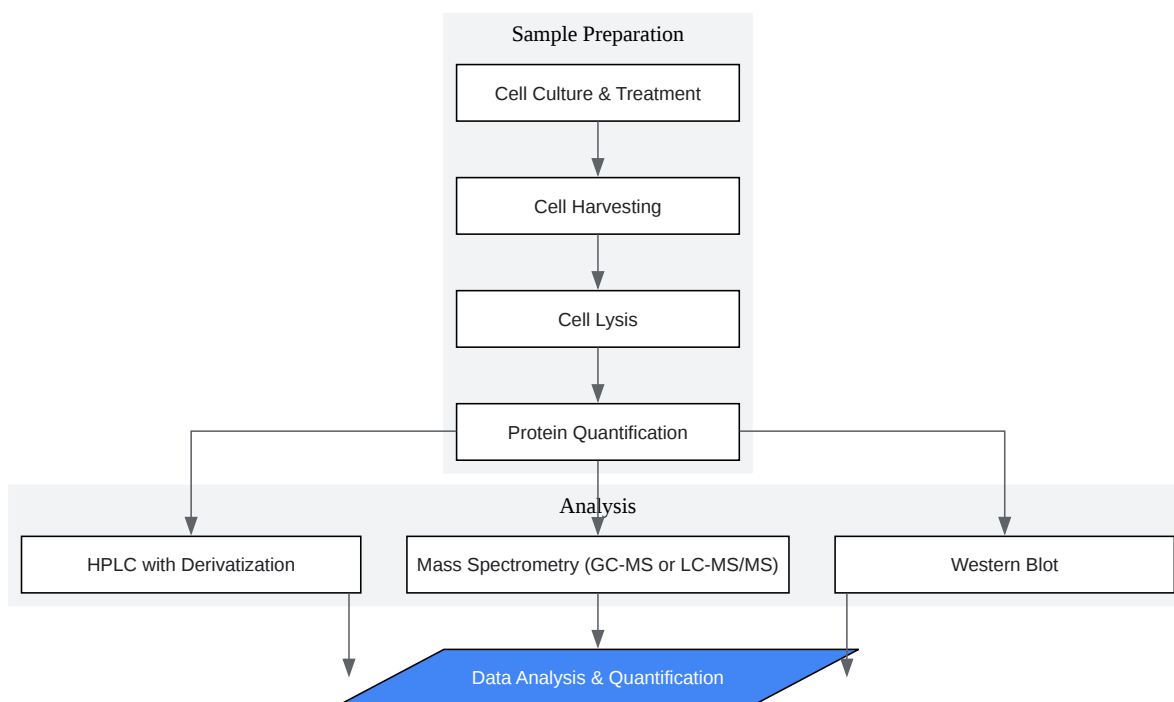 Sample Preparation
Cell Culture & Treatment
Cell Harvesting
Cell Lysis
Protein Quantification
Analysis
HPLC with Derivatization
Mass Spectrometry (GC-MS or LC-MS/MS)
Western Blot
Data Analysis & Quantification